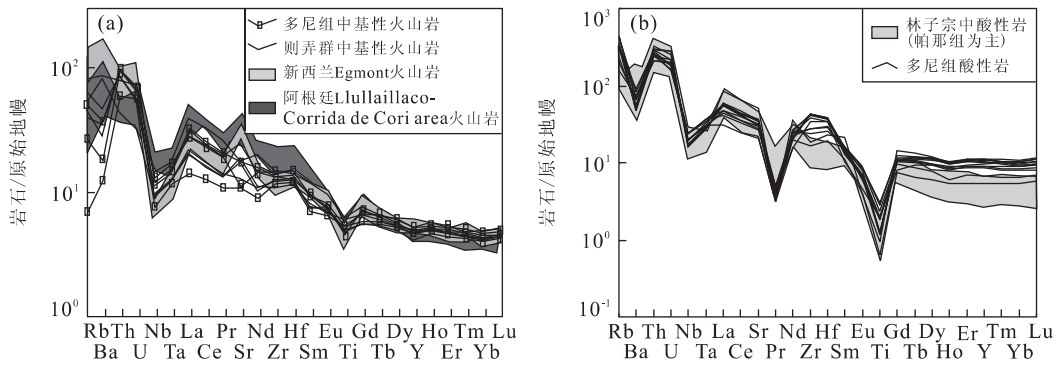 (a)
多尼组中基性火山岩
则弄群中基性火山岩
新西兰Egmont火山岩
阿根廷Llullaillaco-
Corrida de Cori area火山岩
10²
10¹
10⁰
岩石/原始地幔
Rb Th Nb La Pr Nd Hf Eu Gd Dy Ho Tm Lu
Ba U Ta Ce Sr Zr Sm Ti Tb Y Er Yb
(b)
林子宗中酸性岩
(帕那组为主)
多尼组酸性岩
10³
10²
10¹
10⁰
10⁻¹
岩石/原始地幔
Rb Th Nb La Sr Nd Hf Eu Gd Dy Er Tm Lu
Ba U Ta Ce Pr Zr Sm Ti Tb Ho Y Yb